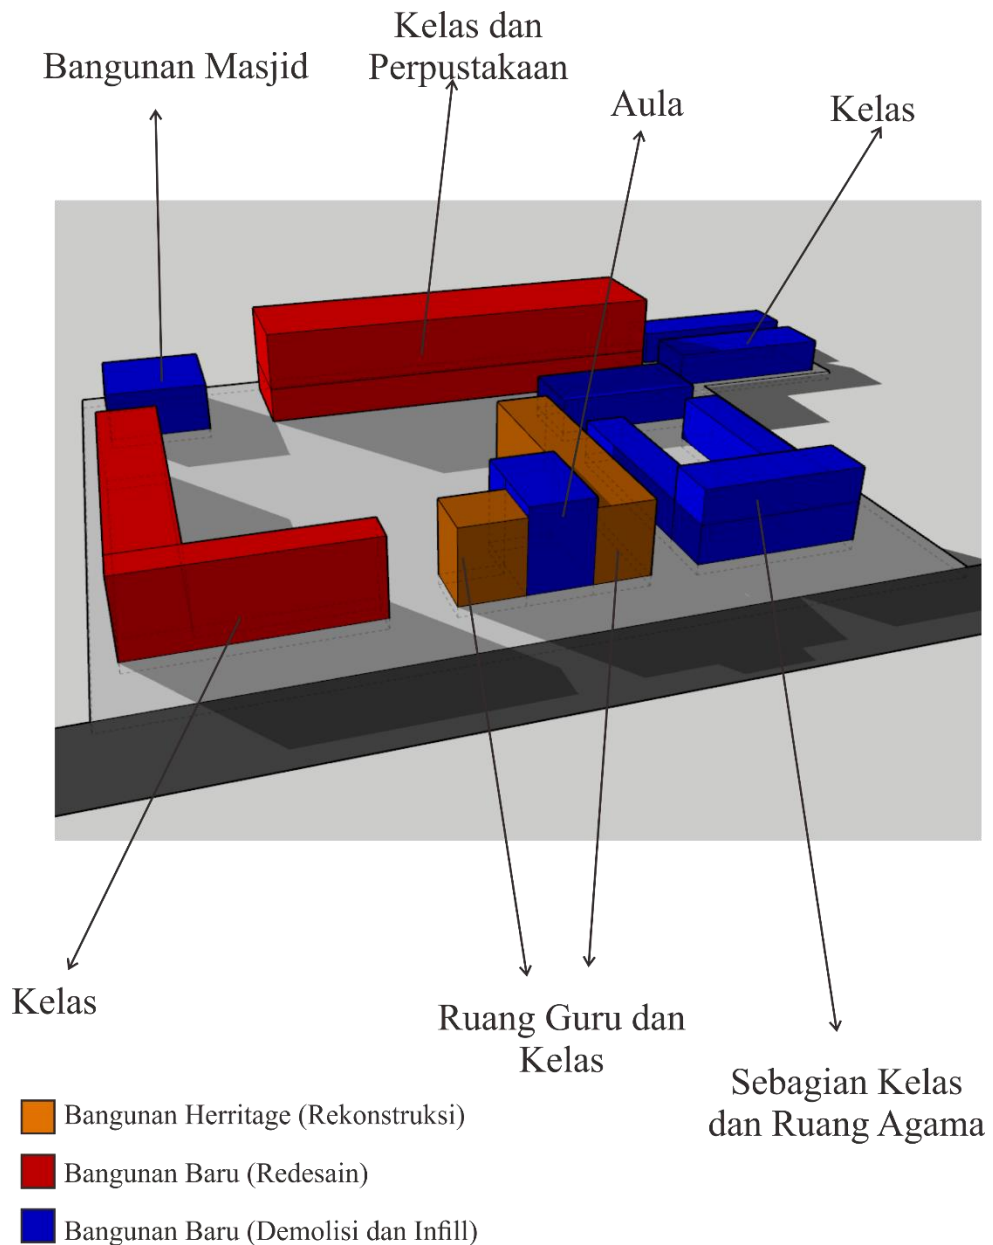 Kelas dan
Perpustakaan
Bangunan Masjid
Aula
Kelas
Kelas
Ruang Guru dan
Kelas
Sebagian Kelas
dan Ruang Agama
Bangunan Herritage (Rekonstruksi)
Bangunan Baru (Redesain)
Bangunan Baru (Demolisi dan Infill)